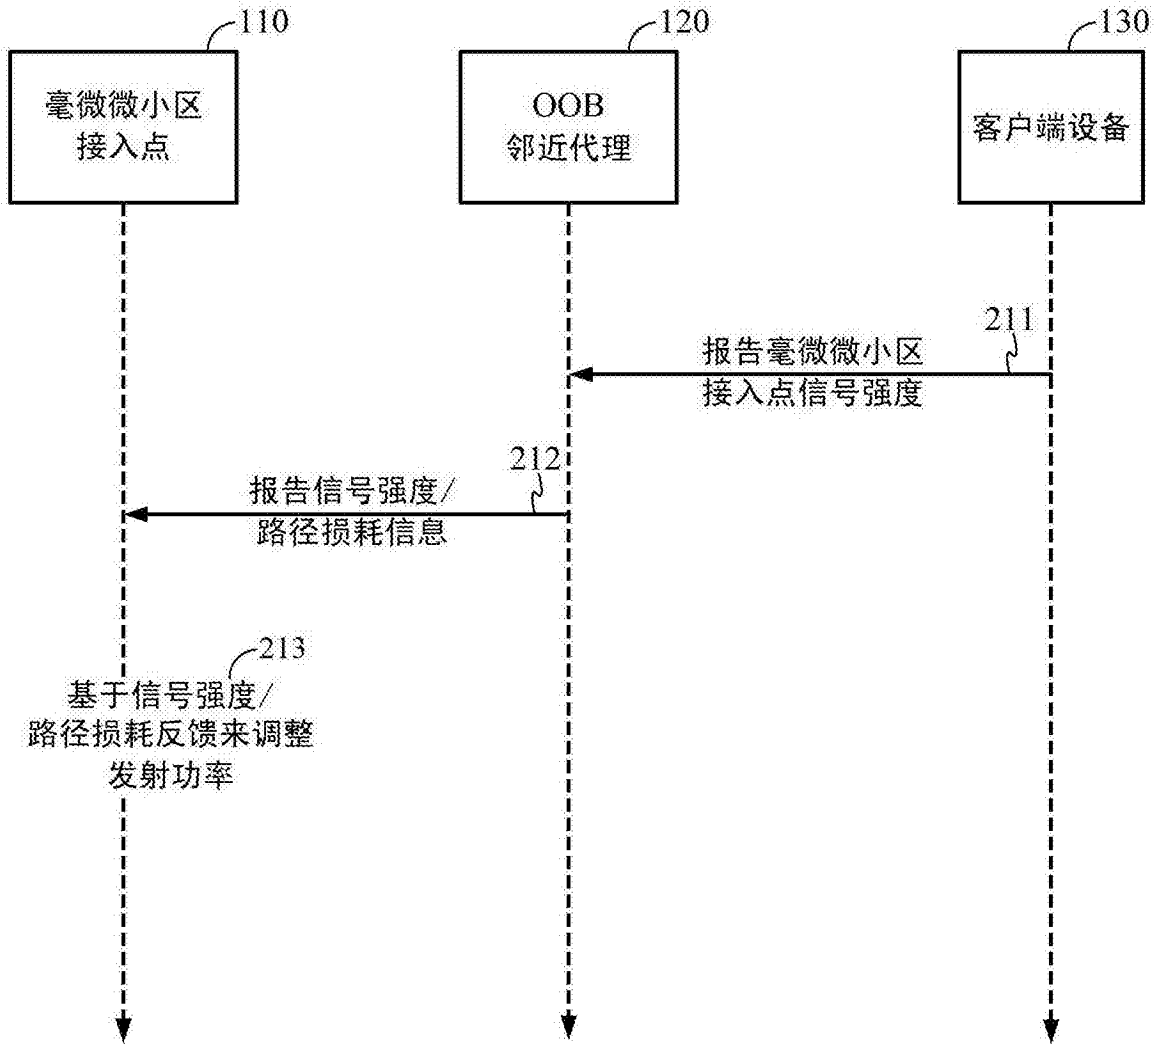 110
120
130
毫微微小区
接入点
OOB
邻近代理
客户端设备
211
报告毫微微小区
接入点信号强度
212
报告信号强度/
路径损耗信息
213
基于信号强度/
路径损耗反馈来调整
发射功率